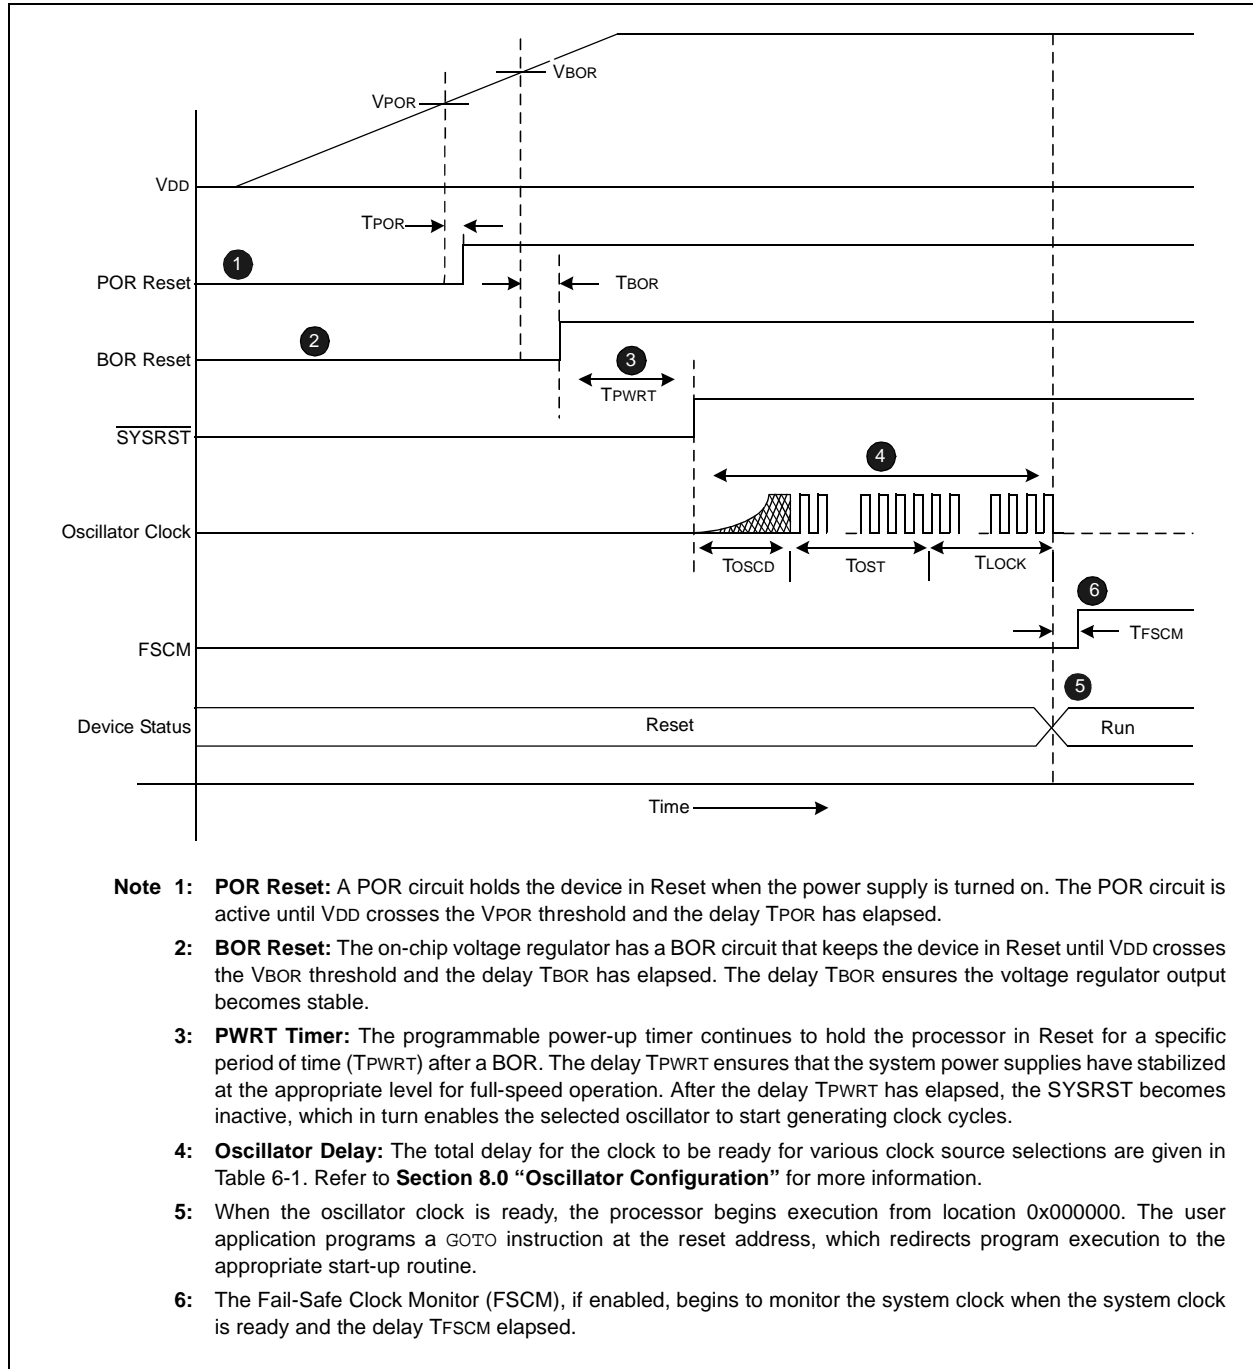 VBOR
VPOR
VDD
TPOR
1
POR Reset
TBOR
2
BOR Reset
3
TPWRT
SYSRST
4
Oscillator Clock
TOSCD
TOST
TLOCK
6
TFSCM
FSCM
5
Device Status
Reset
Run
Time
Note 1: POR Reset: A POR circuit holds the device in Reset when the power supply is turned on. The POR circuit is
active until VDD crosses the VPOR threshold and the delay TPOR has elapsed.
2: BOR Reset: The on-chip voltage regulator has a BOR circuit that keeps the device in Reset until VDD crosses
the VBOR threshold and the delay TBOR has elapsed. The delay TBOR ensures the voltage regulator output
becomes stable.
3: PWRT Timer: The programmable power-up timer continues to hold the processor in Reset for a specific
period of time (TPWRT) after a BOR. The delay TPWRT ensures that the system power supplies have stabilized
at the appropriate level for full-speed operation. After the delay TPWRT has elapsed, the SYSRST becomes
inactive, which in turn enables the selected oscillator to start generating clock cycles.
4: Oscillator Delay: The total delay for the clock to be ready for various clock source selections are given in
Table 6-1. Refer to Section 8.0 “Oscillator Configuration” for more information.
5: When the oscillator clock is ready, the processor begins execution from location 0x000000. The user
application programs a GOTO instruction at the reset address, which redirects program execution to the
appropriate start-up routine.
6: The Fail-Safe Clock Monitor (FSCM), if enabled, begins to monitor the system clock when the system clock
is ready and the delay TFSCM elapsed.